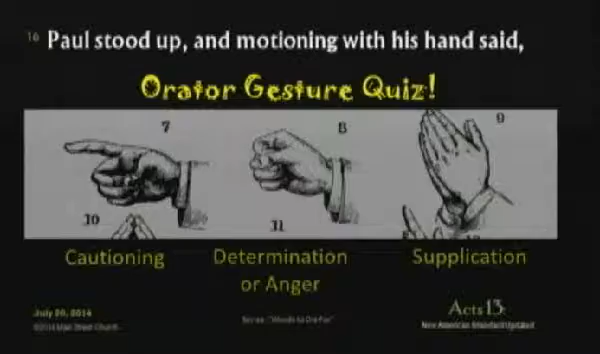 16 Paul stood up, and motioning with his hand said,
Orator Gesture Quiz!
7
8
9
10
11
Cautioning
Determination
or Anger
Supplication
July 20, 2014
Acts 13:
New American Standard Updated